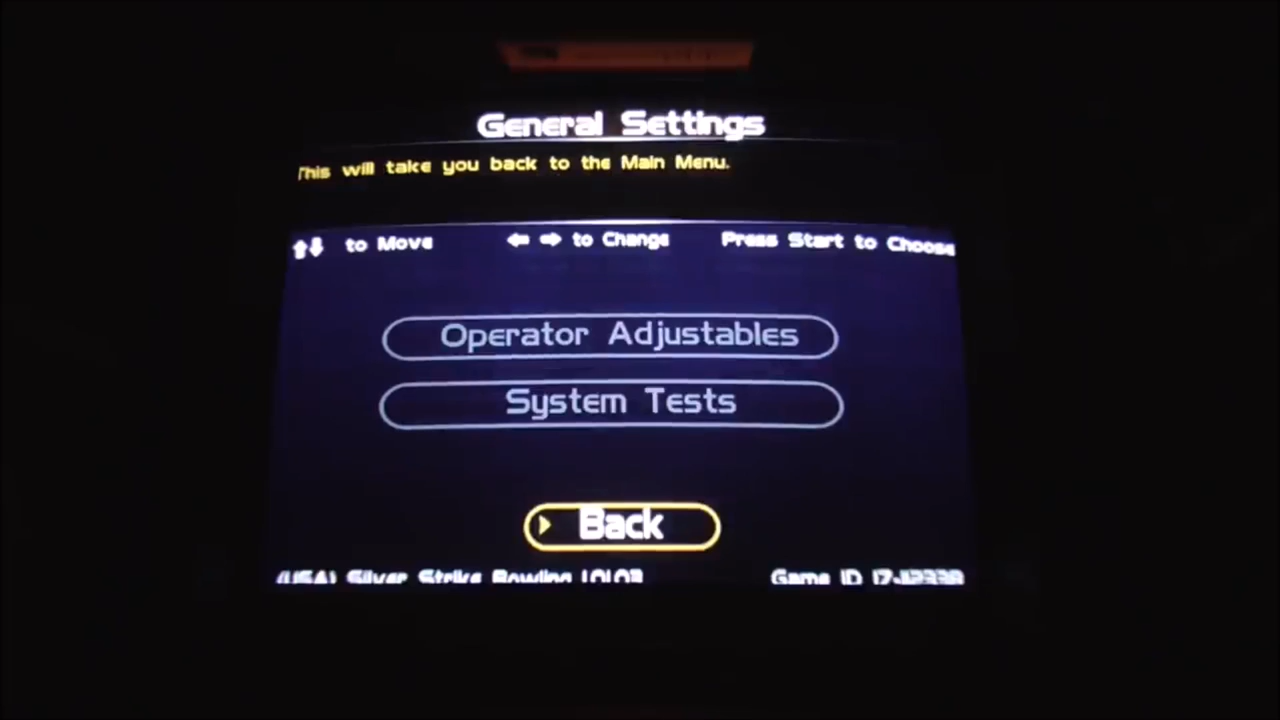 General Settings
This will take you back to the Main Menu.
to Move to Change Press Start to Choose
Operator Adjustables
System Tests
Back
(USA) Silver Strike Bowling
Game ID